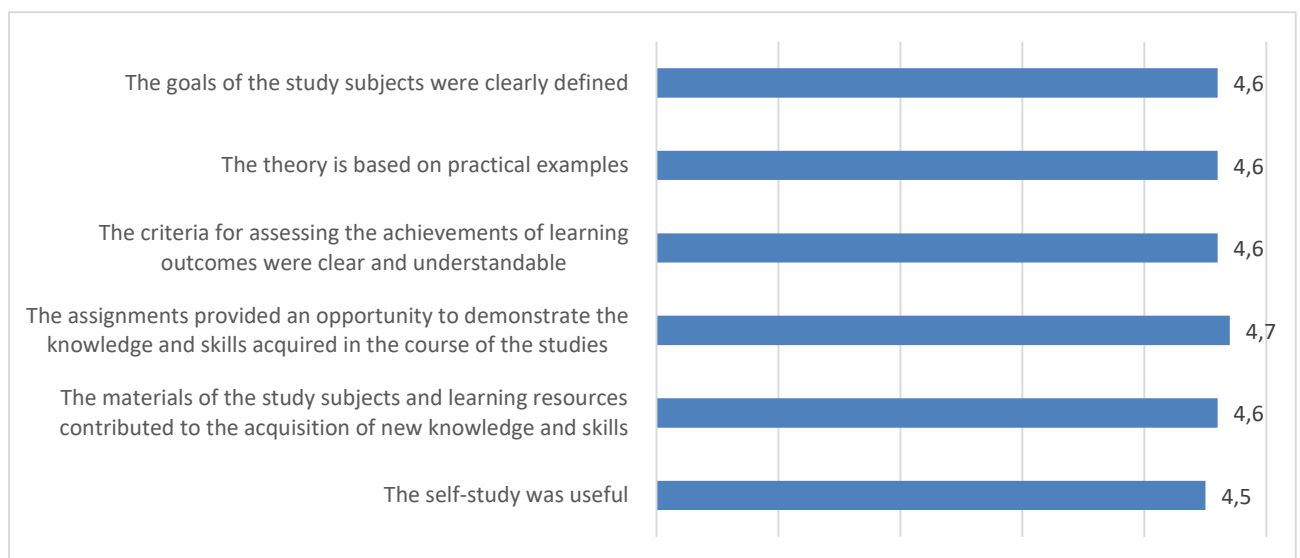 The goals of the study subjects were clearly defined
4,6
The theory is based on practical examples
4,6
The criteria for assessing the achievements of learning
outcomes were clear and understandable
4,6
The assignments provided an opportunity to demonstrate the
knowledge and skills acquired in the course of the studies
4,7
The materials of the study subjects and learning resources
contributed to the acquisition of new knowledge and skills
4,6
The self-study was useful
4,5